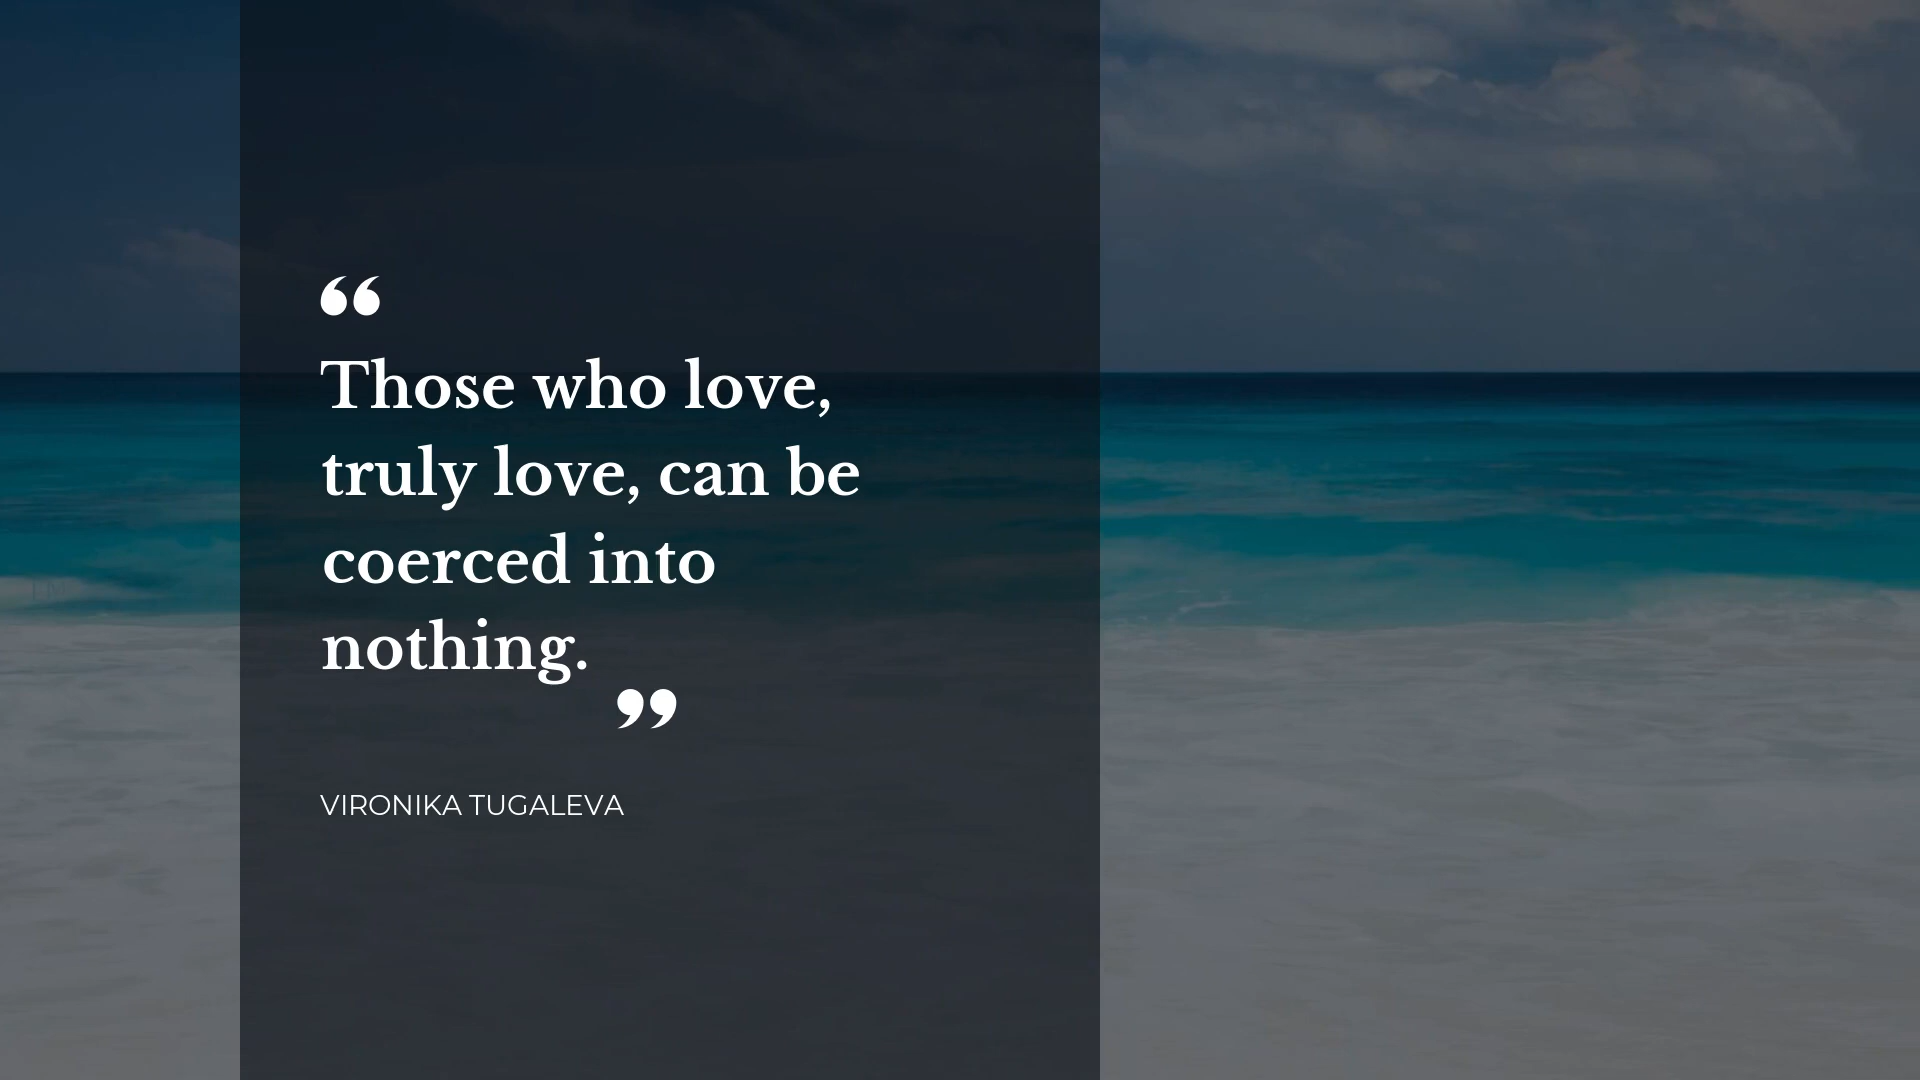 “
Those who love,
truly love, can be
coerced into
nothing.
”
VIRONIKA TUGALEVA